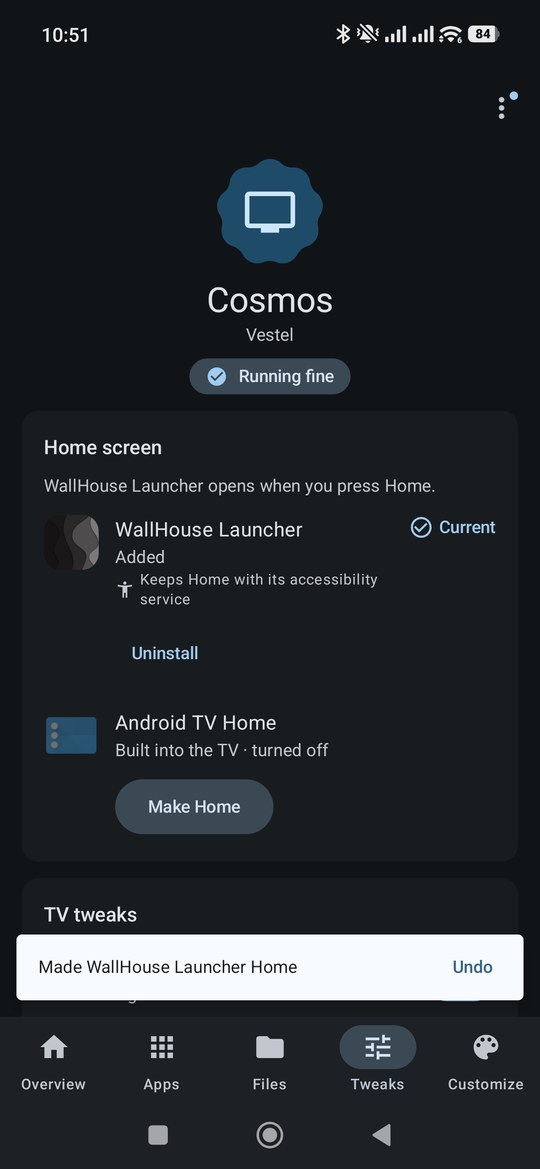 10:51
6
84
Cosmos
Vestel
Running fine
Home screen
WallHouse Launcher opens when you press Home.
WallHouse Launcher
Current
Added
Keeps Home with its accessibility
service
Uninstall
Android TV Home
Built into the TV · turned off
Make Home
TV tweaks
Made WallHouse Launcher Home
Undo
Overview
Apps
Files
Tweaks
Customize